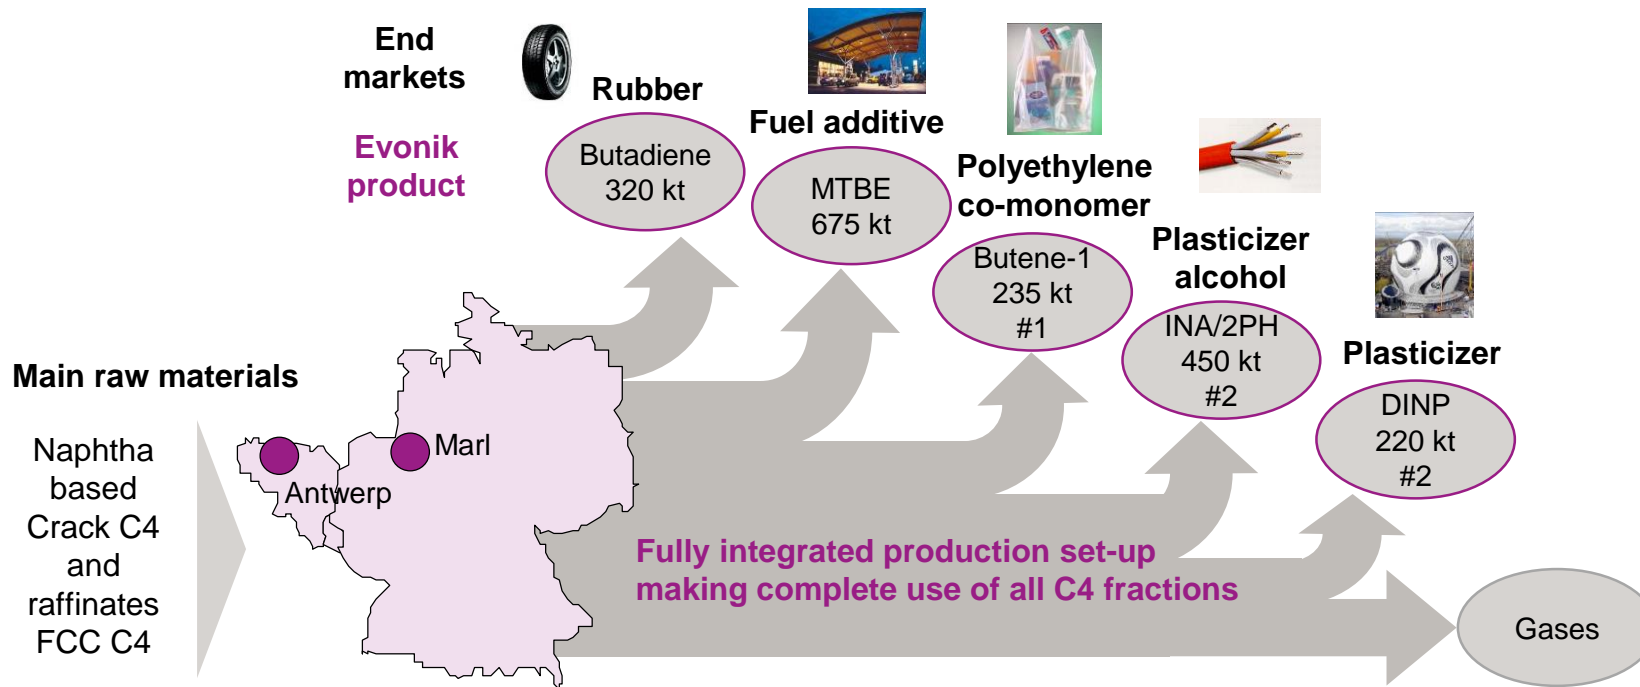 End
markets
Rubber
Fuel additive
Polyethylene
co-monomer
Plasticizer
alcohol
Plasticizer
Evonik
product
Butadiene
320 kt
MTBE
675 kt
Butene-1
235 kt
#1
INA/2PH
450 kt
#2
DINP
220 kt
#2
Main raw materials
Naphtha
based
Crack C4
and
raffinates
FCC C4
Antwerp
Marl
Fully integrated production set-up
making complete use of all C4 fractions
Gases